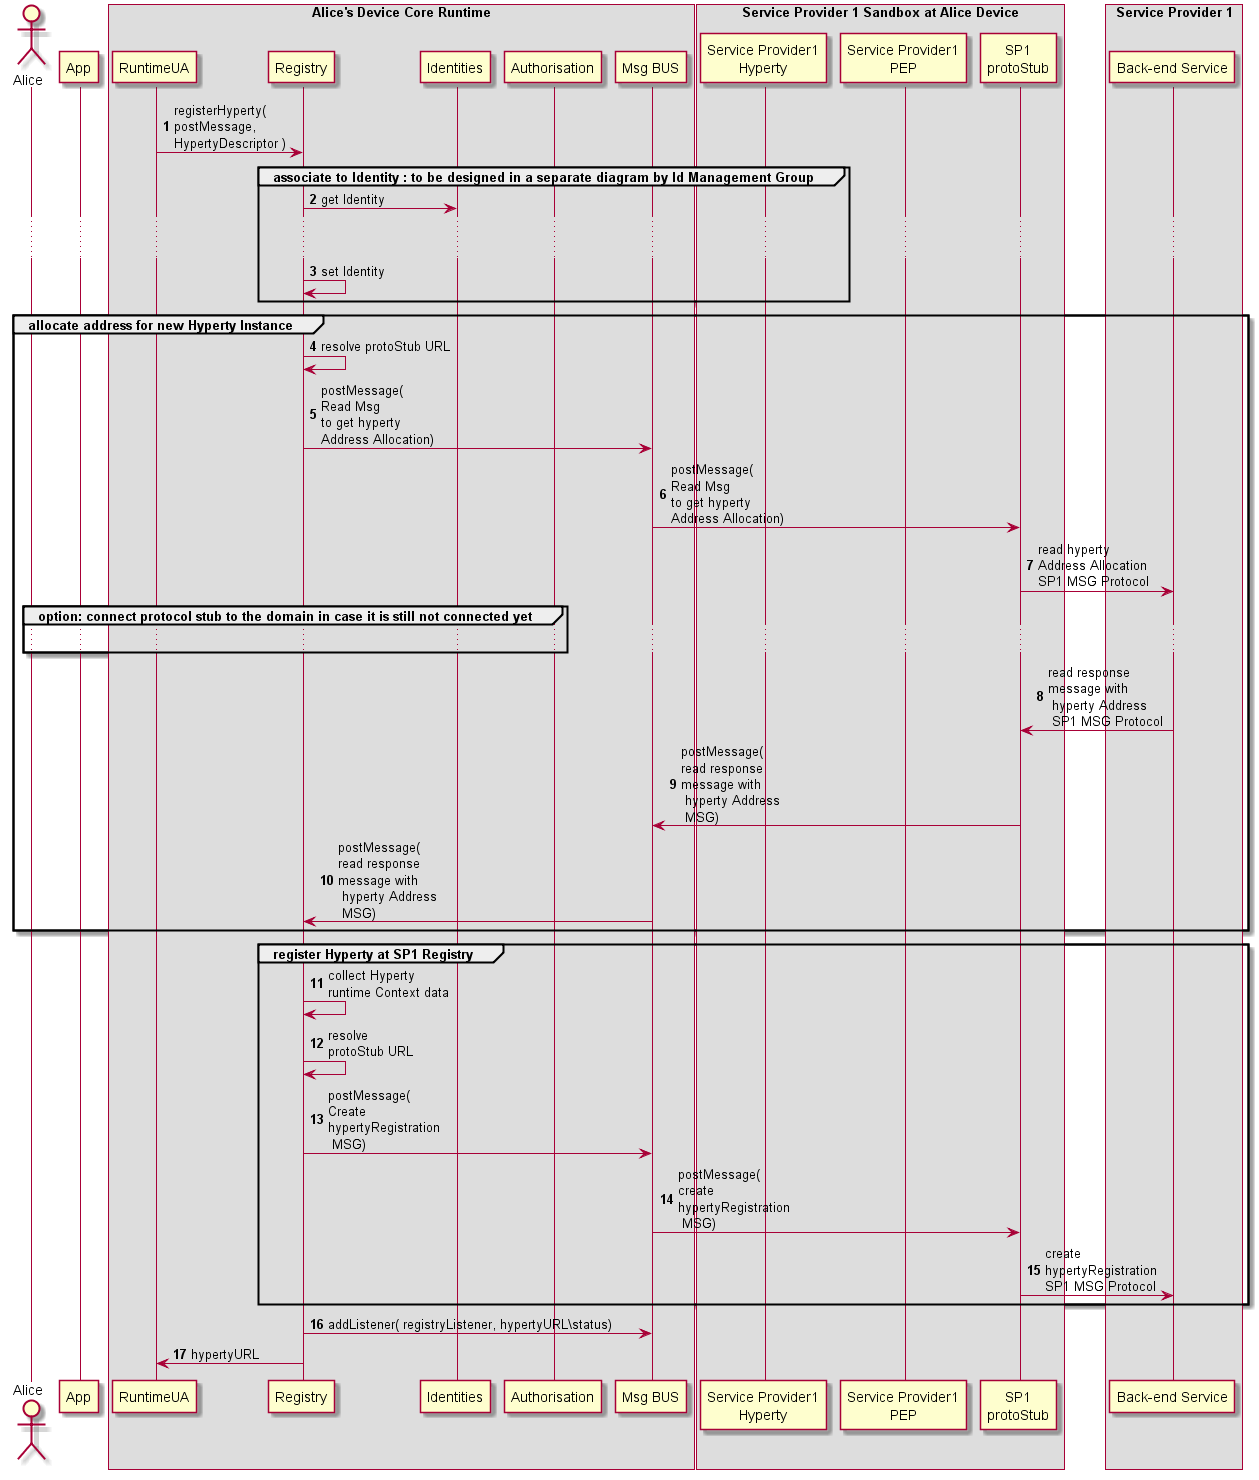 Alice's Device Core Runtime
Service Provider 1 Sandbox at Alice Device
Service Provider 1
Alice
App
RuntimeUA
Registry
Identities
Authorisation
Msg BUS
Service Provider1
Hyperty
Service Provider1
PEP
SP1
protoStub
Back-end Service
1 registerHyperty(
postMessage,
HypertyDescriptor )
associate to Identity : to be designed in a separate diagram by Id Management Group
2 get Identity
3 set Identity
allocate address for new Hyperty Instance
4 resolve protoStub URL
5 postMessage(
Read Msg
to get hyperty
Address Allocation)
6 postMessage(
Read Msg
to get hyperty
Address Allocation)
7 read hyperty
Address Allocation
SP1 MSG Protocol
option: connect protocol stub to the domain in case it is still not connected yet
8 read response
message with
hyperty Address
SP1 MSG Protocol
9 postMessage(
read response
message with
hyperty Address
MSG)
10 postMessage(
read response
message with
hyperty Address
MSG)
register Hyperty at SP1 Registry
11 collect Hyperty
runtime Context data
12 resolve
protoStub URL
13 postMessage(
Create
hypertyRegistration
MSG)
14 postMessage(
create
hypertyRegistration
MSG)
15 create
hypertyRegistration
SP1 MSG Protocol
16 addListener( registryListener, hypertyURL\status)
17 hypertyURL
Alice
App
RuntimeUA
Registry
Identities
Authorisation
Msg BUS
Service Provider1
Hyperty
Service Provider1
PEP
SP1
protoStub
Back-end Service